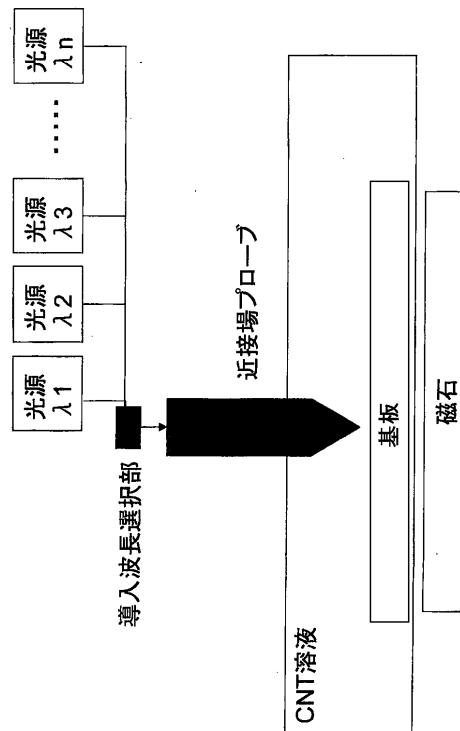 光源
λ1
光源
λ2
光源
λ3
·····
光源
λn
導入波長選択部
近接場プローブ
CNT溶液
基板
磁石